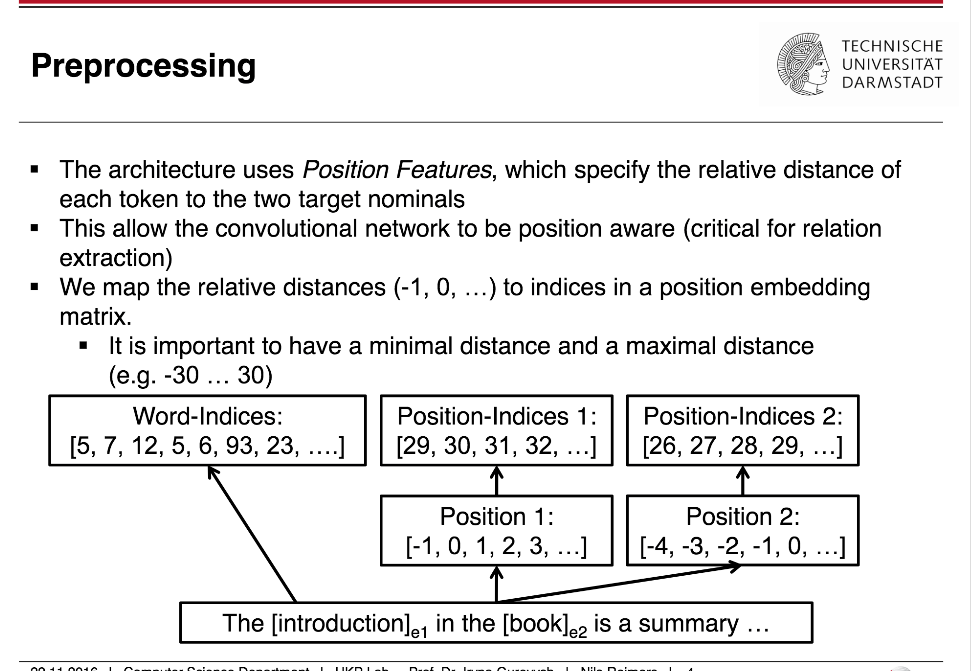 Preprocessing
TECHNISCHE
UNIVERSITÄT
DARMSTADT
▪ The architecture uses Position Features, which specify the relative distance of
each token to the two target nominals
▪ This allow the convolutional network to be position aware (critical for relation
extraction)
▪ We map the relative distances (-1, 0, …) to indices in a position embedding
matrix.
▪ It is important to have a minimal distance and a maximal distance
(e.g. -30 … 30)
Word-Indices:
[5, 7, 12, 5, 6, 93, 23, ….]
Position-Indices 1:
[29, 30, 31, 32, …]
Position-Indices 2:
[26, 27, 28, 29, …]
Position 1:
[-1, 0, 1, 2, 3, …]
Position 2:
[-4, -3, -2, -1, 0, …]
The [introduction]e1 in the [book]e2 is a summary …